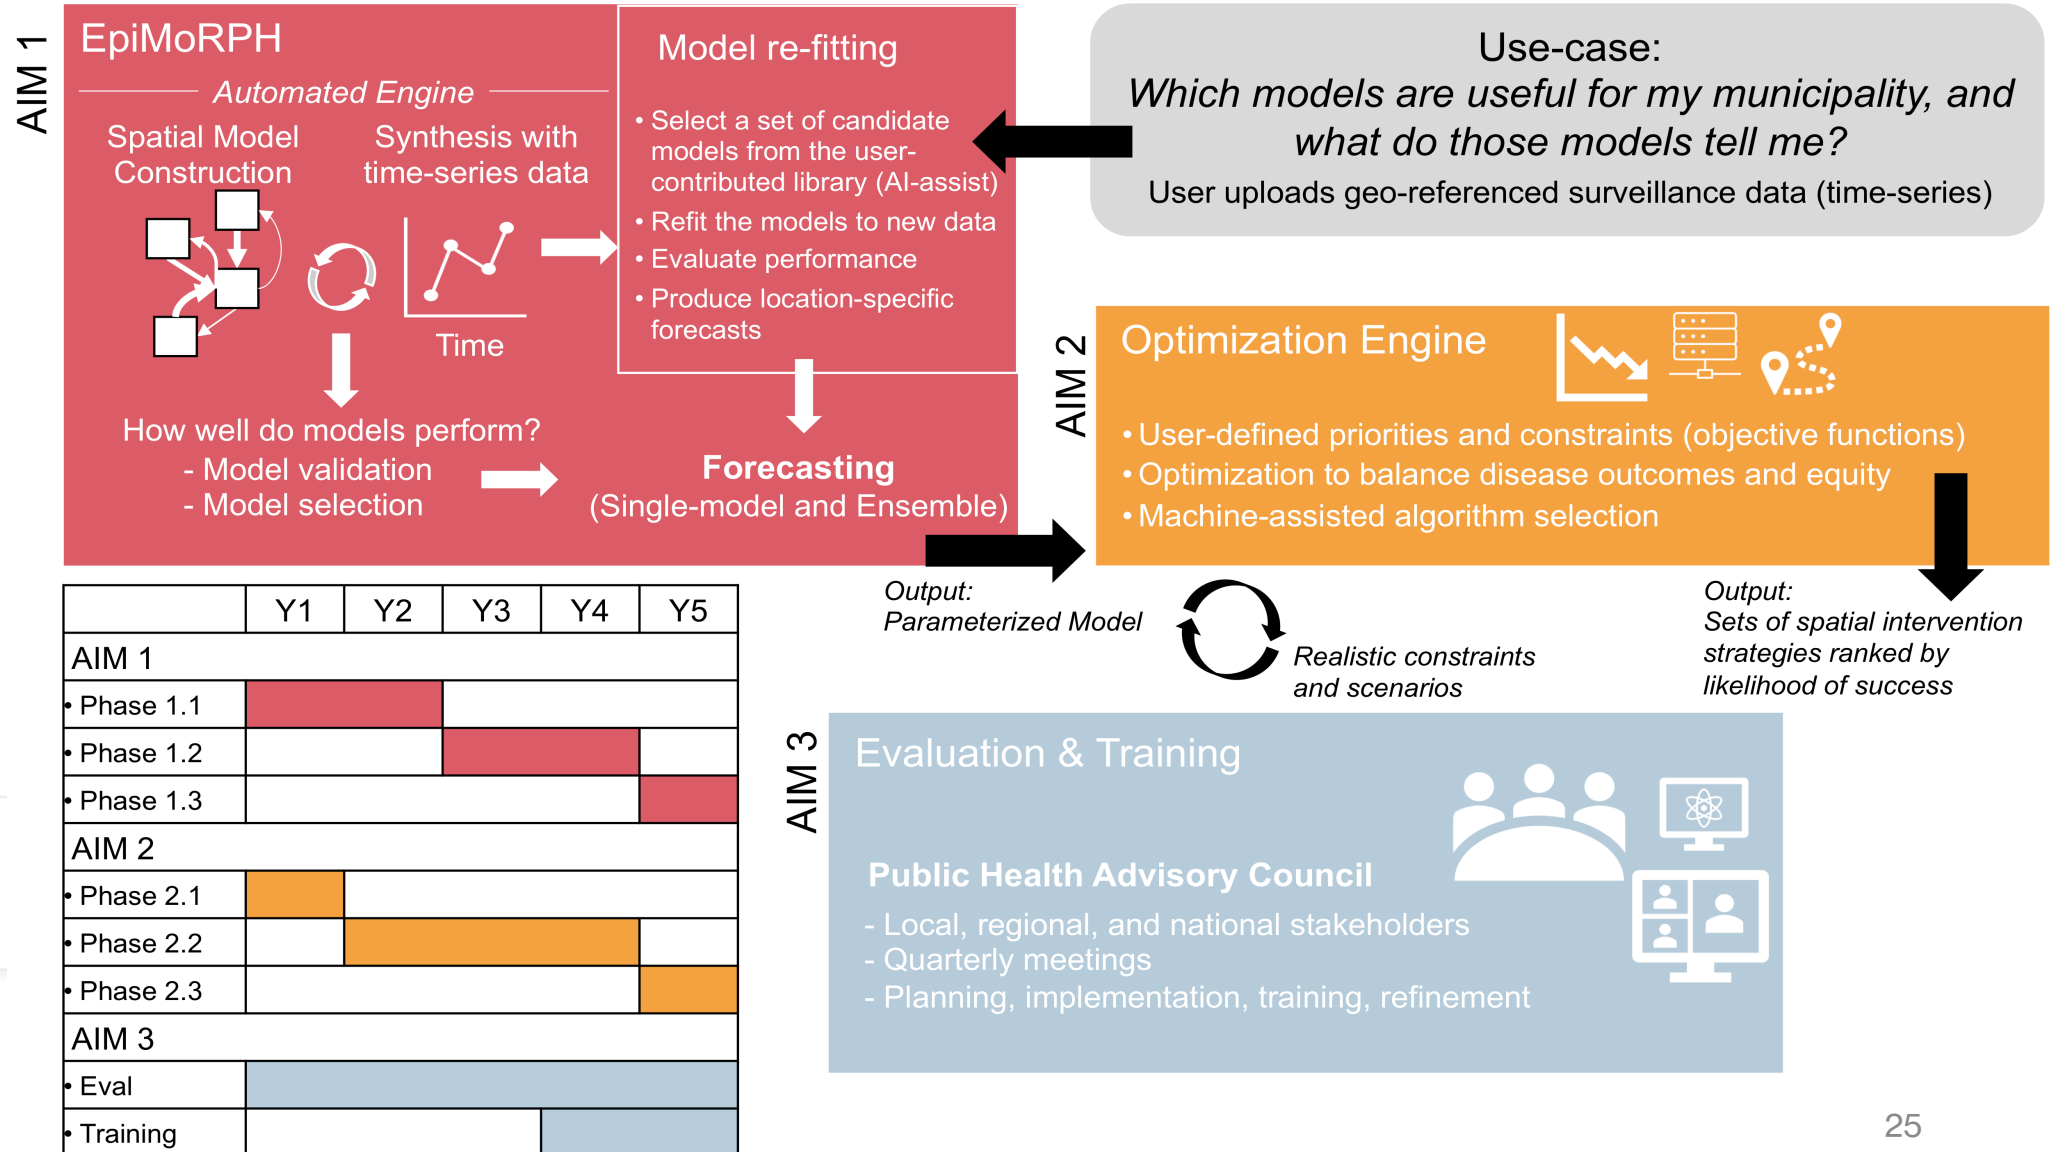 AIM 1
EpiMoRPH
Automated Engine
Spatial Model
Construction
Synthesis with
time-series data
Time
How well do models perform?
- Model validation
- Model selection
Model re-fitting
• Select a set of candidate
models from the user-
contributed library (AI-assist)
• Refit the models to new data
• Evaluate performance
• Produce location-specific
forecasts
Forecasting
(Single-model and Ensemble)
Use-case:
Which models are useful for my municipality, and
what do those models tell me?
User uploads geo-referenced surveillance data (time-series)
AIM 2
Optimization Engine
• User-defined priorities and constraints (objective functions)
• Optimization to balance disease outcomes and equity
• Machine-assisted algorithm selection
Output:
Parameterized Model
Realistic constraints
and scenarios
Output:
Sets of spatial intervention
strategies ranked by
likelihood of success
Y1 Y2 Y3 Y4 Y5
AIM 1
• Phase 1.1
• Phase 1.2
• Phase 1.3
AIM 2
• Phase 2.1
• Phase 2.2
• Phase 2.3
AIM 3
• Eval
• Training
AIM 3
Evaluation & Training
Public Health Advisory Council
- Local, regional, and national stakeholders
- Quarterly meetings
- Planning, implementation, training, refinement
25